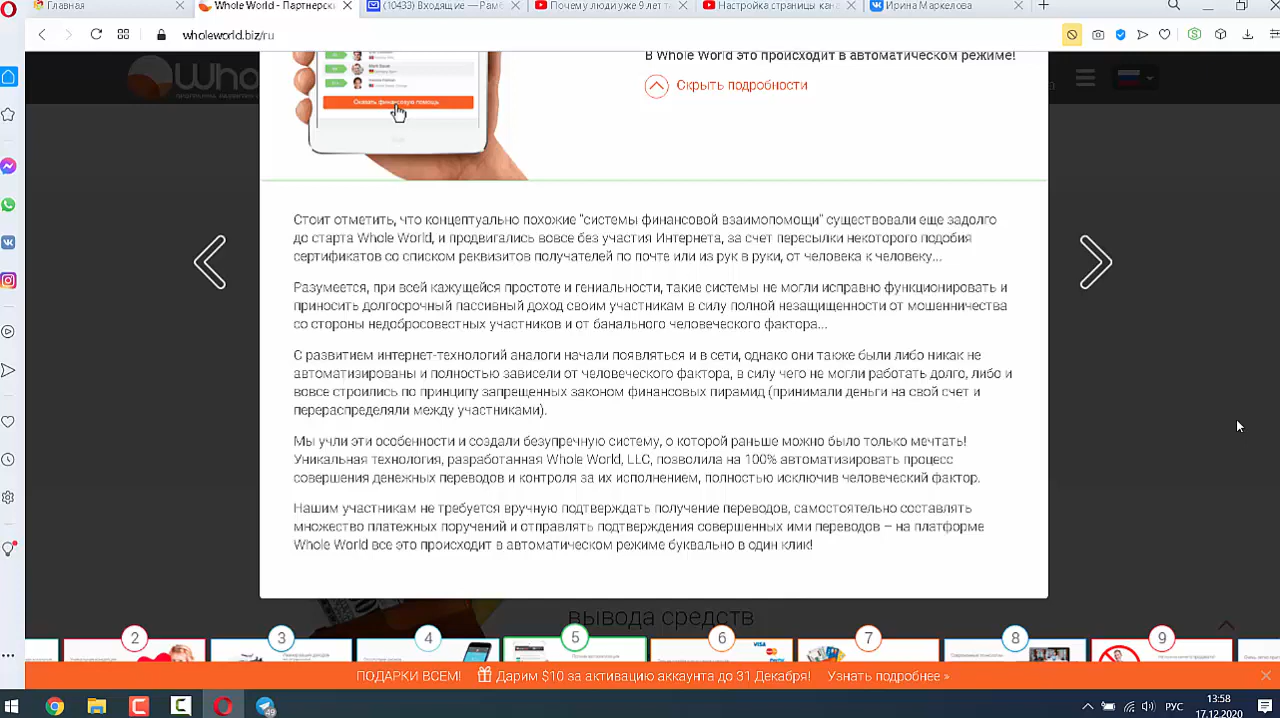 Главная
Whole World - Партнерска
(10433) Входящие — Рамб
Почему люди уже 9 лет т
Настройка страницы кан
Ирина Маркелова
wholeworld.biz/ru
Оказать финансовую помощь
В Whole World это происходит в автоматическом режиме!
Скрыть подробности
Стоит отметить, что концептуально похожие "системы финансовой взаимопомощи" существовали еще задолго
до старта Whole World, и продвигались вовсе без участия Интернета, за счет пересылки некоторого подобия
сертификатов со списком реквизитов получателей по почте или из рук в руки, от человека к человеку...
Разумеется, при всей кажущейся простоте и гениальности, такие системы не могли исправно функционировать и
приносить долгосрочный пассивный доход своим участникам в силу полной незащищенности от мошенничества
со стороны недобросовестных участников и от банального человеческого фактора...
С развитием интернет-технологий аналоги начали появляться и в сети, однако они также были либо никак не
автоматизированы и полностью зависели от человеческого фактора, в силу чего не могли работать долго, либо и
вовсе строились по принципу запрещенных законом финансовых пирамид (принимали деньги на свой счет и
перераспределяли между участниками).
Мы учли эти особенности и создали безупречную систему, о которой раньше можно было только мечтать!
Уникальная технология, разработанная Whole World, LLC, позволила на 100% автоматизировать процесс
совершения денежных переводов и контроля за их исполнением, полностью исключив человеческий фактор.
Нашим участникам не требуется вручную подтверждать получение переводов, самостоятельно составлять
множество платежных поручений и отправлять подтверждения совершенных ими переводов – на платформе
Whole World все это происходит в автоматическом режиме буквально в один клик!
вывода средств
2 3 4 5 6 7 8 9
VISA
ПОДАРКИ ВСЕМ! Дарим $10 за активацию аккаунта до 31 Декабря! Узнать подробнее »
49
РУС
13:58
17.12.2020